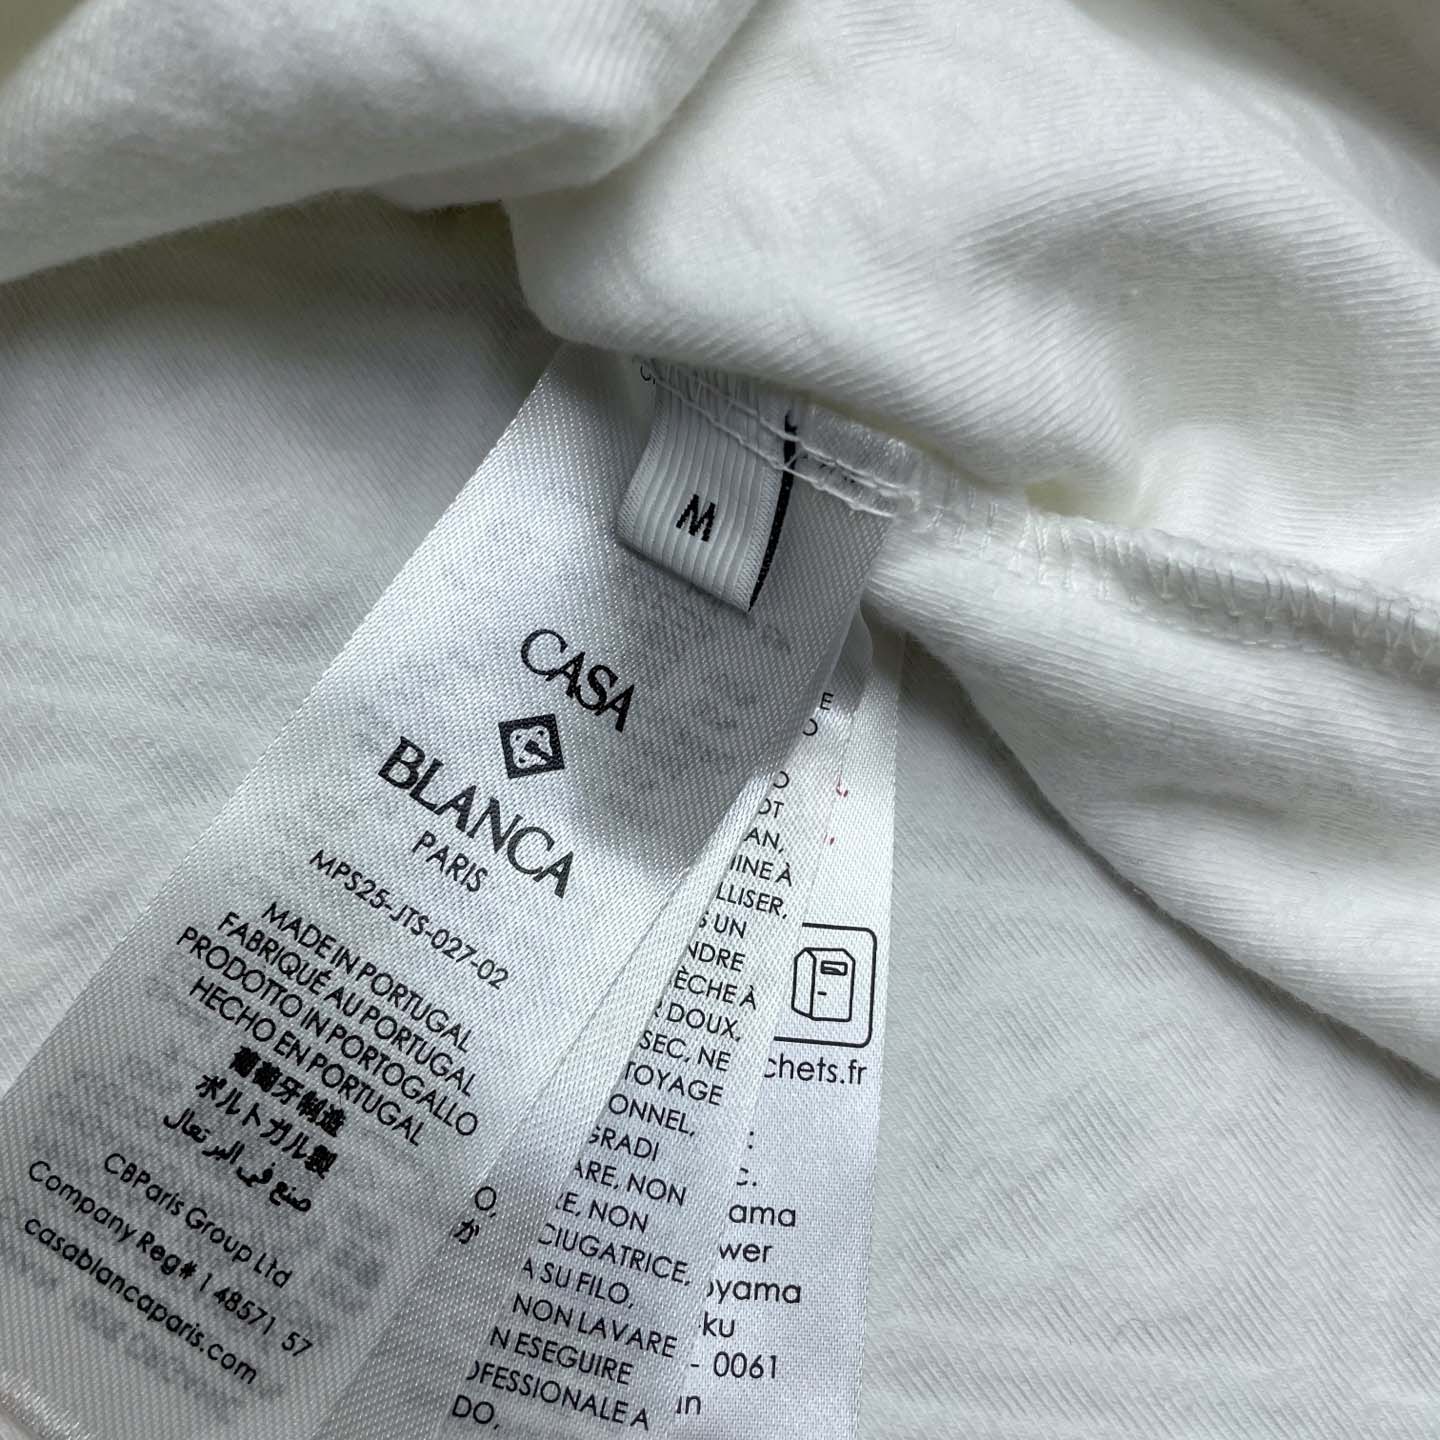 M
CASA
BLANCA
PARIS
MPS25-JTS-027-02
MADE IN PORTUGAL
FABRIQUÉ AU PORTUGAL
PRODOTTO IN PORTOGALLO
HECHO EN PORTUGAL
葡萄牙制造
ポルトガル製
صنع في البرتغال
CBParis Group Ltd
Company Reg# 1 48571 57
casablancaparis.com
O,
か
E
O
O
OT
AN,
INE À
LLISER,
S UN
NDRE
ÈCHE À
R DOUX,
SEC, NE
TOYAGE
ONNEL,
GRADI
ARE, NON
E, NON
CIUGATRICE,
A SU FILO,
NON LAVARE
N ESEGUIRE
OFESSIONALE A
DO,
chets.fr
:
C.
ama
wer
oyama
ku
- 0061
an